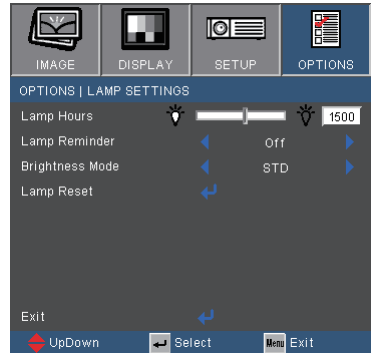 IMAGE DISPLAY SETUP OPTIONS
OPTIONS | LAMP SETTINGS
Lamp Hours 1500
Lamp Reminder Off
Brightness Mode STD
Lamp Reset
Exit
UpDown Select Menu Exit